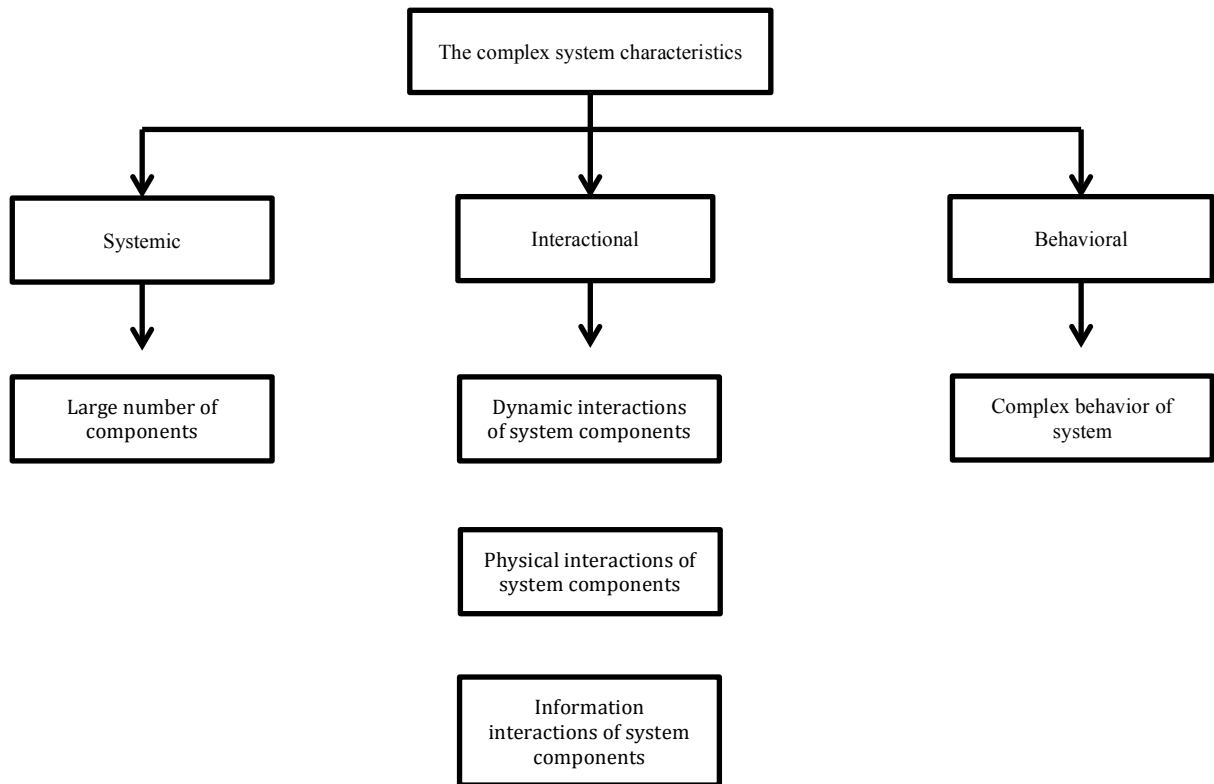 The complex system characteristics
Systemic
Interactional
Behavioral
Large number of
components
Dynamic interactions
of system components
Complex behavior of
system
Physical interactions of
system components
Information
interactions of system
components